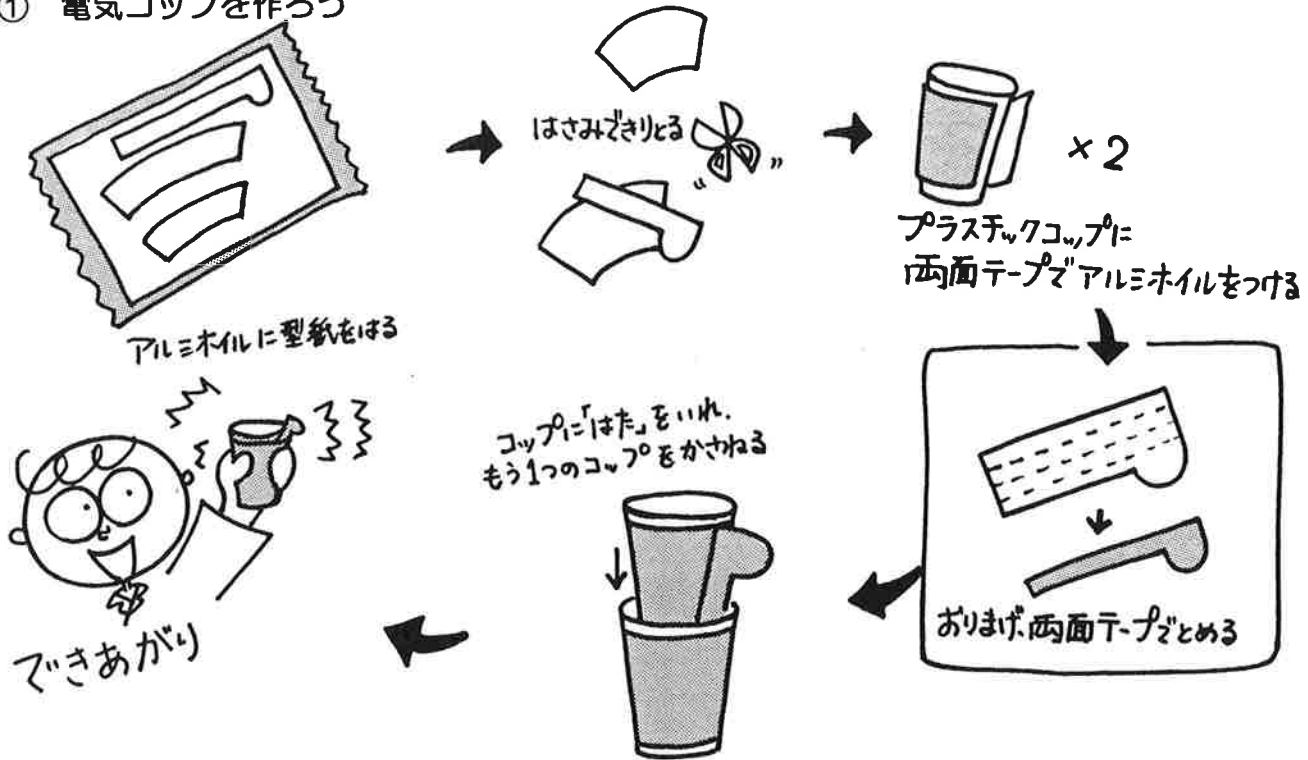 ① 電気コップを作ろう
アルミホイルに型紙をはる
はさみできりとる
×2
プラスチックコップに
両面テープでアルミホイルをつける
おりまげ、両面テープでとめる
コップに「はた」をいれ、
もう1つのコップをかさねる
できあがり